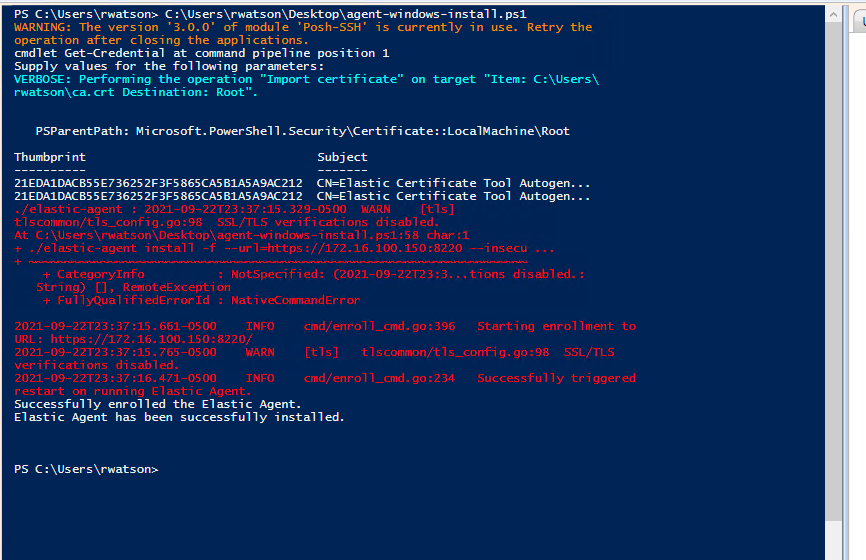 PS C:\Users\rwatson> C:\Users\rwatson\Desktop\agent-windows-install.ps1
WARNING: The version '3.0.0' of module 'Posh-SSH' is currently in use. Retry the
operation after closing the applications.
cmdlet Get-Credential at command pipeline position 1
Supply values for the following parameters:
VERBOSE: Performing the operation "Import certificate" on target "Item: C:\Users\
rwatson\ca.crt Destination: Root".
PSParentPath: Microsoft.PowerShell.Security\Certificate::LocalMachine\Root
Thumbprint Subject
---------- -------
21EDA1DACB55E736252F3F5865CA5B1A5A9AC212 CN=Elastic Certificate Tool Autogen...
21EDA1DACB55E736252F3F5865CA5B1A5A9AC212 CN=Elastic Certificate Tool Autogen...
./elastic-agent : 2021-09-22T23:37:15.329-0500 WARN [tls]
tlscommon/tls_config.go:98 SSL/TLS verifications disabled.
At C:\Users\rwatson\Desktop\agent-windows-install.ps1:58 char:1
+ ./elastic-agent install -f --url=https://172.16.100.150:8220 --insecu ...
+ ~~~~~~~~~~~~~~~~~~~~~~~~~~~~~~~~~~~~~~~~~~~~~~~~~~~~~~~~~~~~~~~~~~~~~
+ CategoryInfo : NotSpecified: (2021-09-22T23:3...tions disabled.:
String) [], RemoteException
+ FullyQualifiedErrorId : NativeCommandError
2021-09-22T23:37:15.661-0500 INFO cmd/enroll_cmd.go:396 Starting enrollment to
URL: https://172.16.100.150:8220/
2021-09-22T23:37:15.765-0500 WARN [tls] tlscommon/tls_config.go:98 SSL/TLS
verifications disabled.
2021-09-22T23:37:16.471-0500 INFO cmd/enroll_cmd.go:234 Successfully triggered
restart on running Elastic Agent.
Successfully enrolled the Elastic Agent.
Elastic Agent has been successfully installed.
PS C:\Users\rwatson>